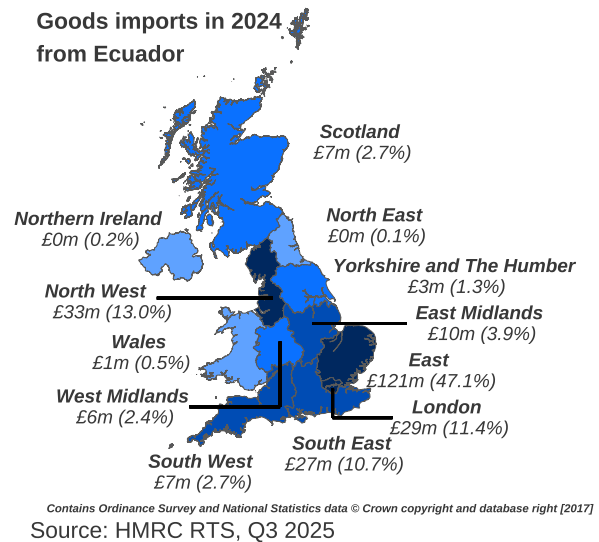 Goods imports in 2024
from Ecuador
Scotland
£7m (2.7%)
Northern Ireland
£0m (0.2%)
North East
£0m (0.1%)
Yorkshire and The Humber
£3m (1.3%)
North West
£33m (13.0%)
East Midlands
£10m (3.9%)
Wales
£1m (0.5%)
East
£121m (47.1%)
West Midlands
£6m (2.4%)
London
£29m (11.4%)
South East
£27m (10.7%)
South West
£7m (2.7%)
Contains Ordinance Survey and National Statistics data © Crown copyright and database right [2017]
Source: HMRC RTS, Q3 2025